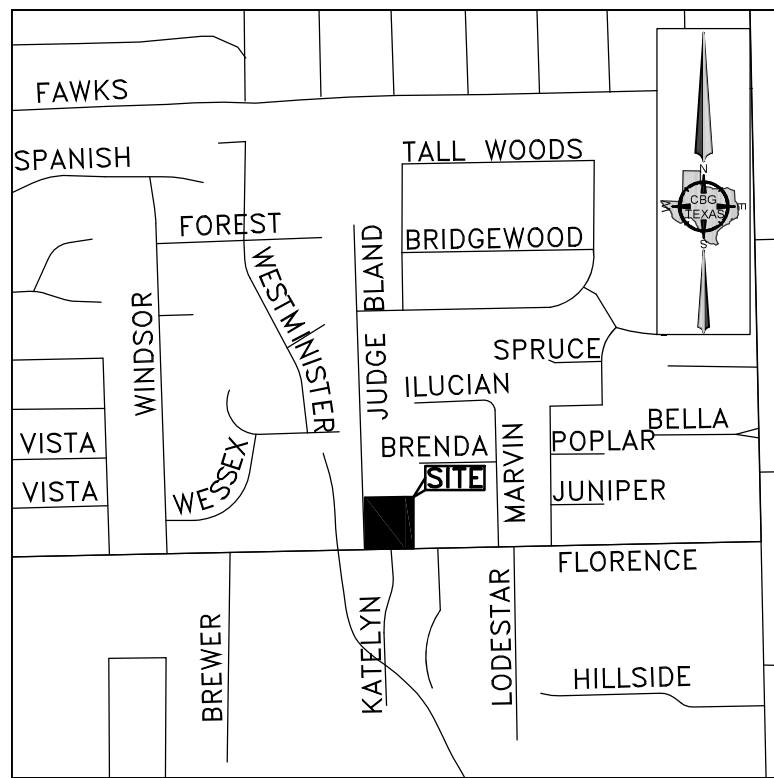 FAWKS
SPANISH
TALL WOODS
N
CBG
W
E
TEXAS
S
FOREST
BRIDGEWOOD
JUDGE BLAND
WESTMINISTER
WINDSOR
SPRUCE
ILUCIAN
BELLA
VISTA
BRENDA
MARVIN
POPLAR
WESSEX
SITE
VISTA
JUNIPER
FLORENCE
BREWER
KATELYN
LODESTAR
HILLSIDE